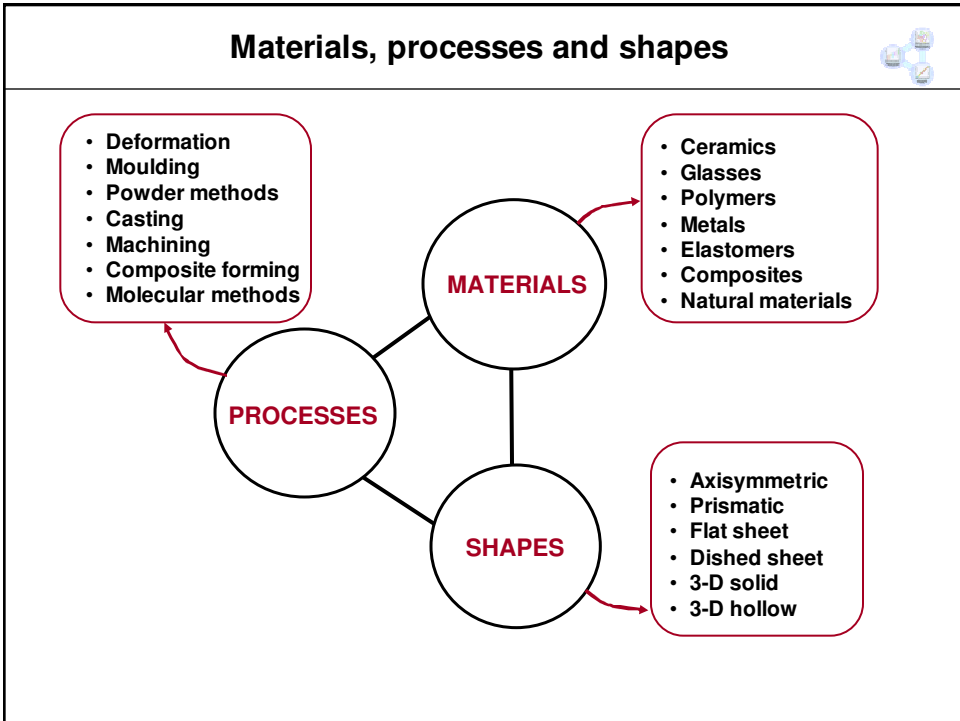 Materials, processes and shapes
• Deformation
• Moulding
• Powder methods
• Casting
• Machining
• Composite forming
• Molecular methods
• Ceramics
• Glasses
• Polymers
• Metals
• Elastomers
• Composites
• Natural materials
MATERIALS
PROCESSES
SHAPES
• Axisymmetric
• Prismatic
• Flat sheet
• Dished sheet
• 3-D solid
• 3-D hollow